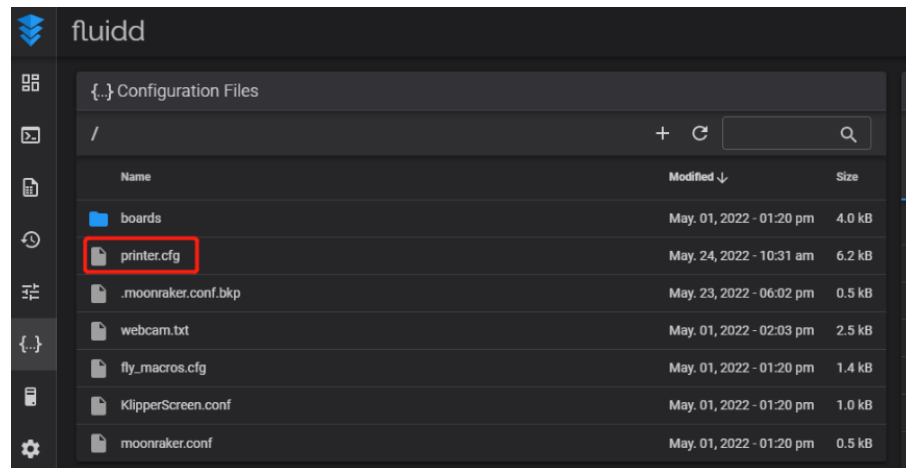 fluidd
{...} Configuration Files
/
Name Modified Size
boards May. 01, 2022 - 01:20 pm 4.0 kB
printer.cfg May. 24, 2022 - 10:31 am 6.2 kB
.moonraker.conf.bkp May. 23, 2022 - 06:02 pm 0.5 kB
webcam.txt May. 01, 2022 - 02:03 pm 2.5 kB
fly_macros.cfg May. 01, 2022 - 01:20 pm 1.4 kB
KlipperScreen.conf May. 01, 2022 - 01:20 pm 1.0 kB
moonraker.conf May. 01, 2022 - 01:20 pm 0.5 kB